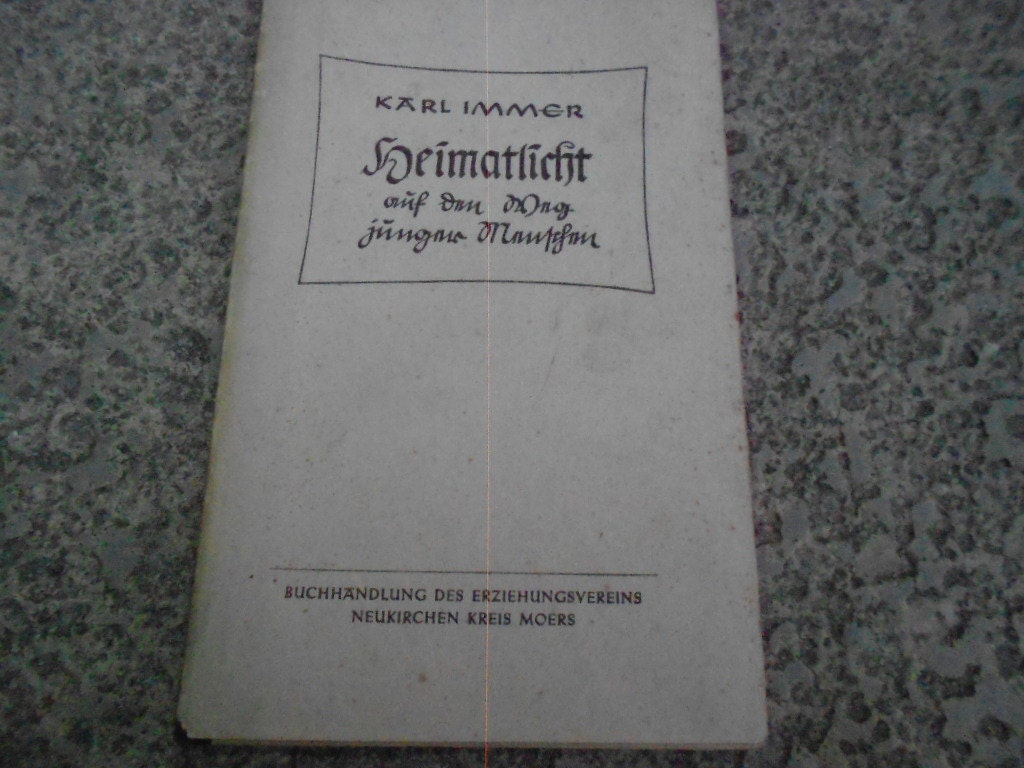 KARL IMMER
Heimatlicht
auf den Weg
junger Menschen
BUCHHANDLUNG DES ERZIEHUNGSVEREINS
NEUKIRCHEN KREIS MOERS